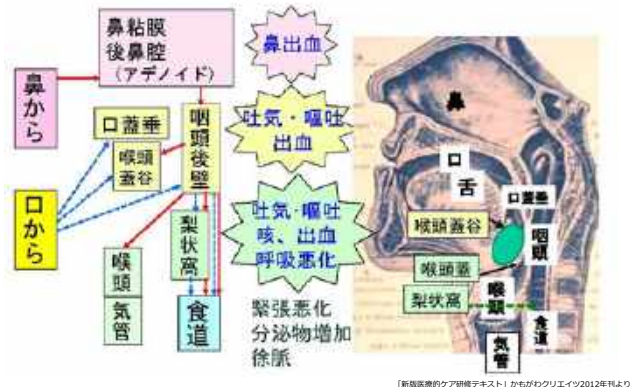 鼻粘膜
後鼻腔
(アデノイド)
鼻から
口から
口蓋垂
喉頭
蓋谷
咽頭後壁
梨状窩
喉頭
気管
食道
鼻出血
吐気・嘔吐
出血
吐気・嘔吐
咳、出血
呼吸悪化
緊張悪化
分泌物増加
徐脈
鼻
口
舌
口蓋垂
喉頭蓋谷
咽頭
喉頭蓋
梨状窩
喉頭
食道
気管
「新版医療的ケア研修テキスト」かもがわクリエイツ2012年刊より